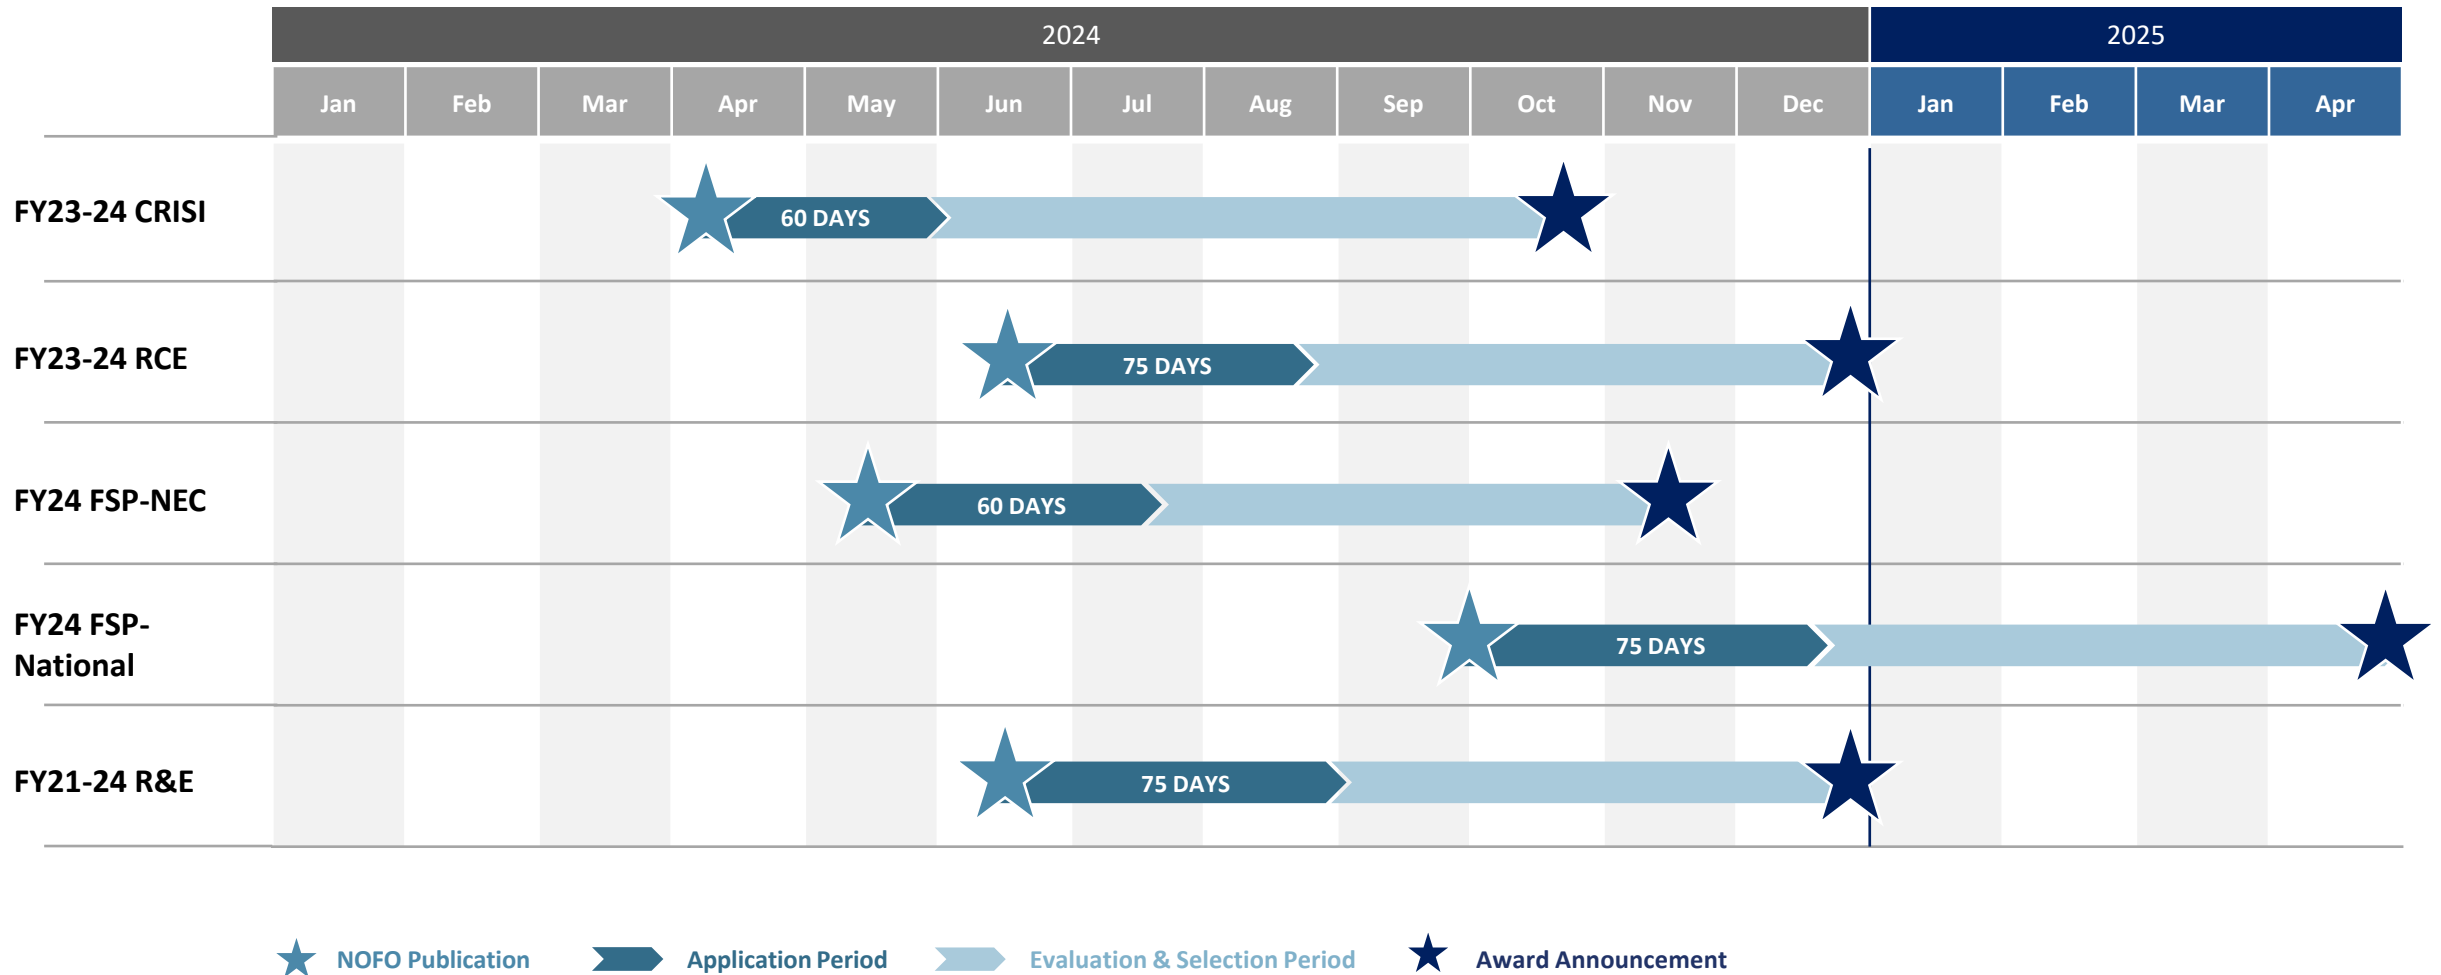 2024 2025
Jan Feb Mar Apr May Jun Jul Aug Sep Oct Nov Dec Jan Feb Mar Apr
FY23-24 CRISI 60 DAYS
FY23-24 RCE 75 DAYS
FY24 FSP-NEC 60 DAYS
FY24 FSP-
National
75 DAYS
FY21-24 R&E 75 DAYS
NOFO Publication Application Period Evaluation & Selection Period Award Announcement